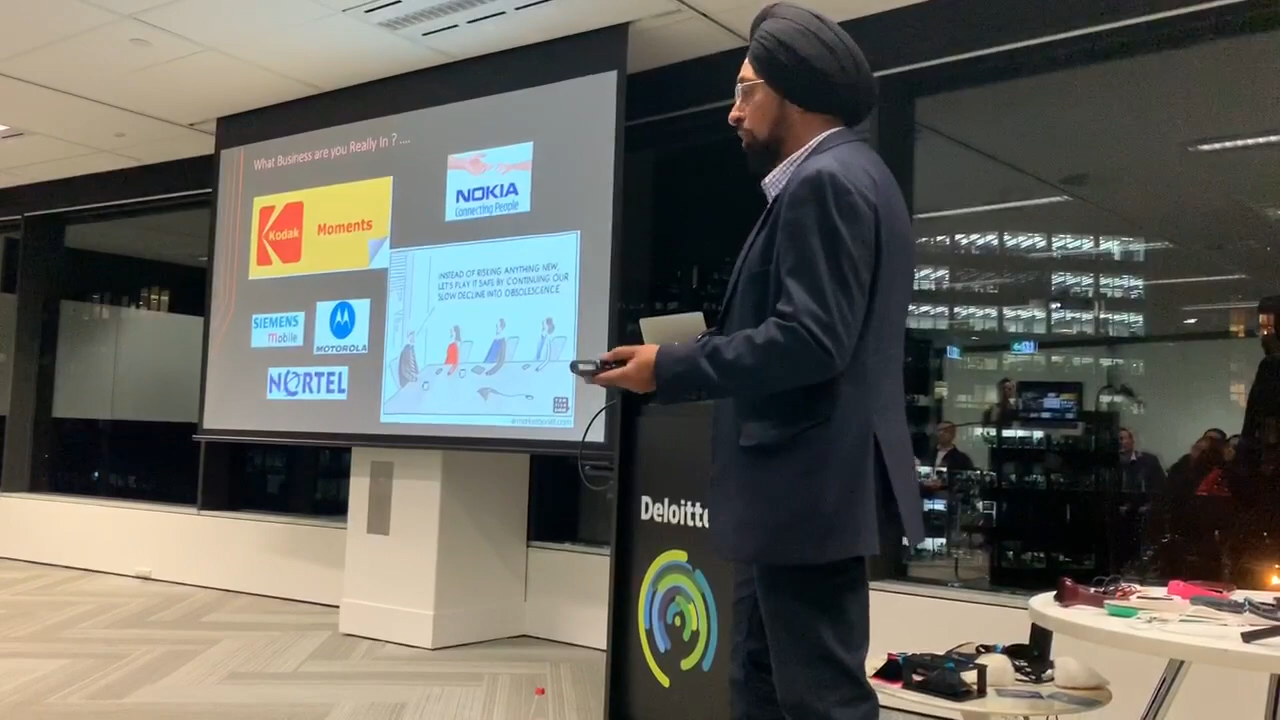 What Business are you Really In ? ....
Kodak
Moments
NOKIA
Connecting People
INSTEAD OF RISKING ANYTHING NEW,
LET'S PLAY IT SAFE BY CONTINUING OUR
SLOW DECLINE INTO OBSOLESCENCE
SIEMENS
mobile
MOTOROLA
NORTEL
Deloitte